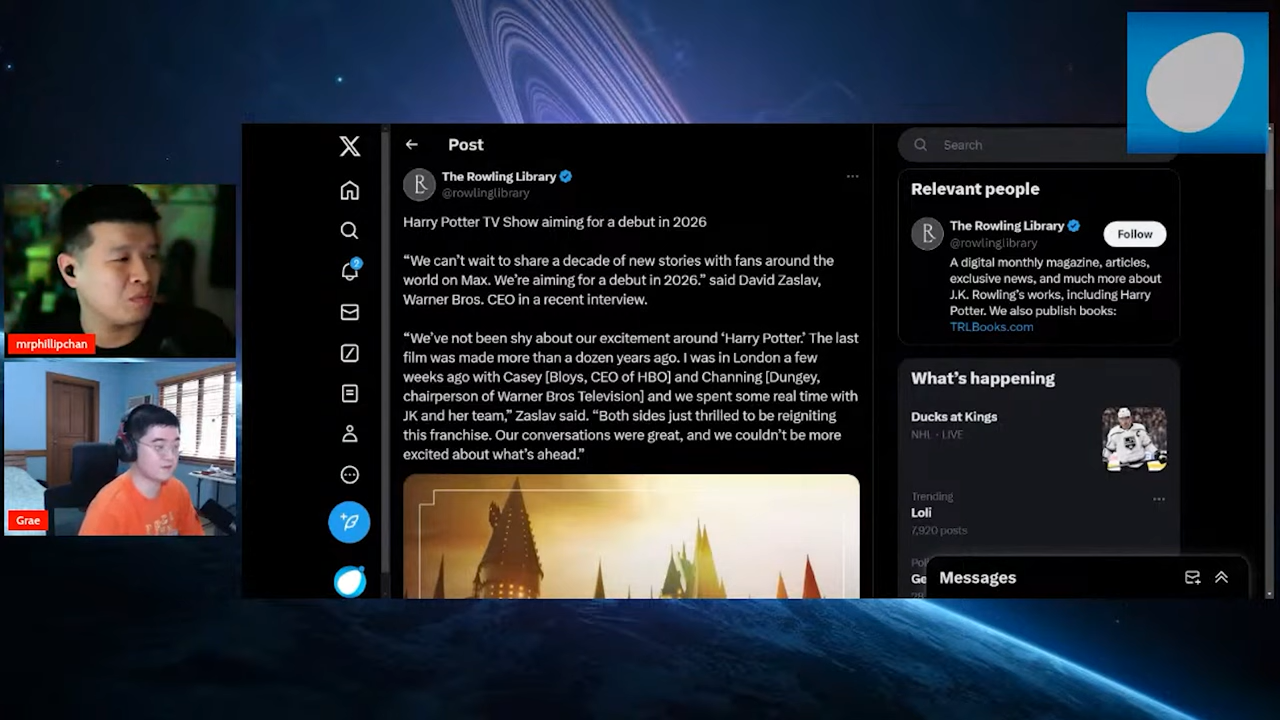 mrphillipchan
Grae
Post
The Rowling Library
@rowlinglibrary
Harry Potter TV Show aiming for a debut in 2026
“We can’t wait to share a decade of new stories with fans around the
world on Max. We’re aiming for a debut in 2026.” said David Zaslav,
Warner Bros. CEO in a recent interview.
“We’ve not been shy about our excitement around ‘Harry Potter.’ The last
film was made more than a dozen years ago. I was in London a few
weeks ago with Casey [Bloys, CEO of HBO] and Channing [Dungey,
chairperson of Warner Bros Television] and we spent some real time with
JK and her team,” Zaslav said. “Both sides just thrilled to be reigniting
this franchise. Our conversations were great, and we couldn’t be more
excited about what’s ahead.”
2
Search
Relevant people
The Rowling Library
@rowlinglibrary
Follow
A digital monthly magazine, articles,
exclusive news, and much more about
J.K. Rowling’s works, including Harry
Potter. We also publish books:
TRLBooks.com
What’s happening
Ducks at Kings
NHL · LIVE
Trending
Loli
7,920 posts
Messages